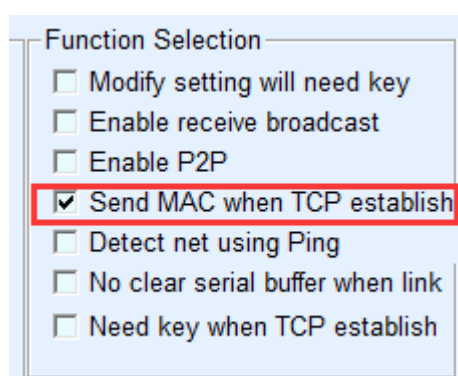 Function Selection
Modify setting will need key
Enable receive broadcast
Enable P2P
Send MAC when TCP establish
Detect net using Ping
No clear serial buffer when link
Need key when TCP establish